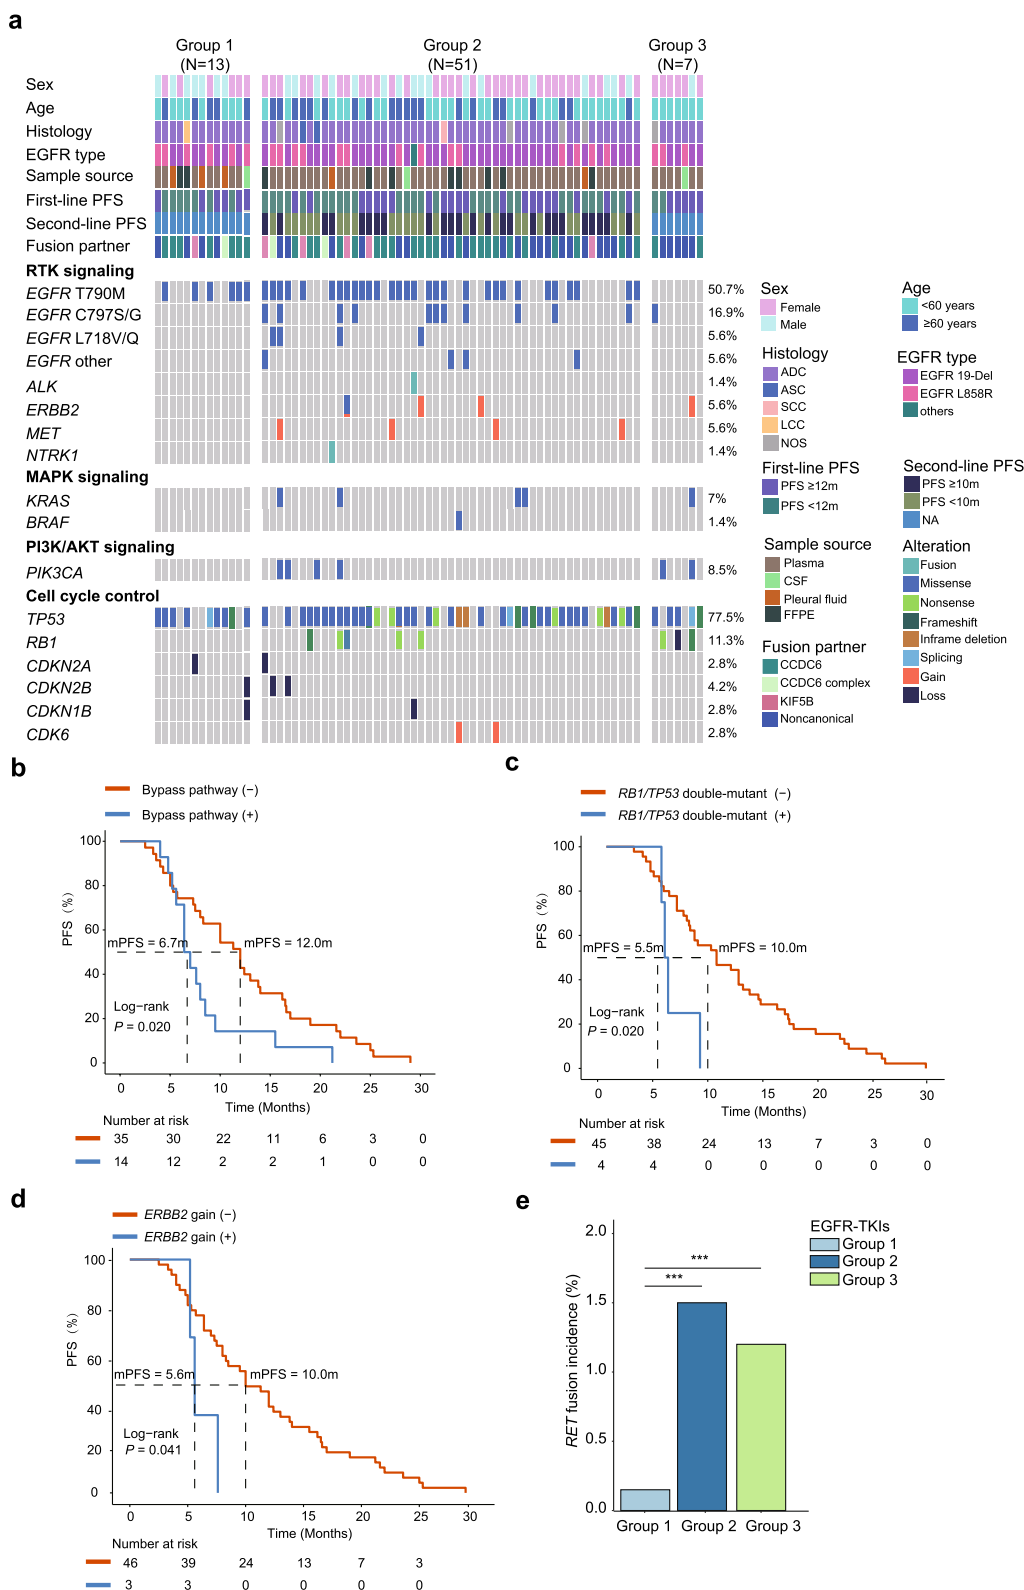 a
Group 1
(N=13)
Group 2
(N=51)
Group 3
(N=7)
Sex
Age
Histology
EGFR type
Sample source
First-line PFS
Second-line PFS
Fusion partner
RTK signaling
EGFR T790M 50.7%
EGFR C797S/G 16.9%
EGFR L718V/Q 5.6%
EGFR other 5.6%
ALK 1.4%
ERBB2 5.6%
MET 5.6%
NTRK1 1.4%
MAPK signaling
KRAS 7%
BRAF 1.4%
PI3K/AKT signaling
PIK3CA 8.5%
Cell cycle control
TP53 77.5%
RB1 11.3%
CDKN2A 2.8%
CDKN2B 4.2%
CDKN1B 2.8%
CDK6 2.8%
Sex
Female
Male
Age
<60 years
≥60 years
Histology
ADC
ASC
SCC
LCC
NOS
EGFR type
EGFR 19-Del
EGFR L858R
others
First-line PFS
PFS ≥12m
PFS <12m
Second-line PFS
PFS ≥10m
PFS <10m
NA
Sample source
Plasma
CSF
Pleural fluid
FFPE
Alteration
Fusion
Missense
Nonsense
Frameshift
Inframe deletion
Splicing
Gain
Loss
Fusion partner
CCDC6
CCDC6 complex
KIF5B
Noncanonical
b
Bypass pathway (−)
Bypass pathway (+)
PFS (%)
100
80
60
40
20
0
mPFS = 6.7m
mPFS = 12.0m
Log−rank
P = 0.020
0 5 10 15 20 25 30
Time (Months)
Number at risk
35 30 22 11 6 3 0
14 12 2 2 1 0 0
c
RB1/TP53 double-mutant (−)
RB1/TP53 double-mutant (+)
PFS (%)
100
80
60
40
20
0
mPFS = 5.5m
mPFS = 10.0m
Log−rank
P = 0.020
0 5 10 15 20 25 30
Time (Months)
Number at risk
45 38 24 13 7 3 0
4 4 0 0 0 0 0
d
ERBB2 gain (−)
ERBB2 gain (+)
PFS (%)
100
80
60
40
20
0
mPFS = 5.6m
mPFS = 10.0m
Log−rank
P = 0.041
0 5 10 15 20 25 30
Time (Months)
Number at risk
46 39 24 13 7 3
3 3 0 0 0 0
e
RET fusion incidence (%)
2.0
1.5
1.0
0.5
0.0
***
***
Group 1 Group 2 Group 3
EGFR-TKIs
Group 1
Group 2
Group 3